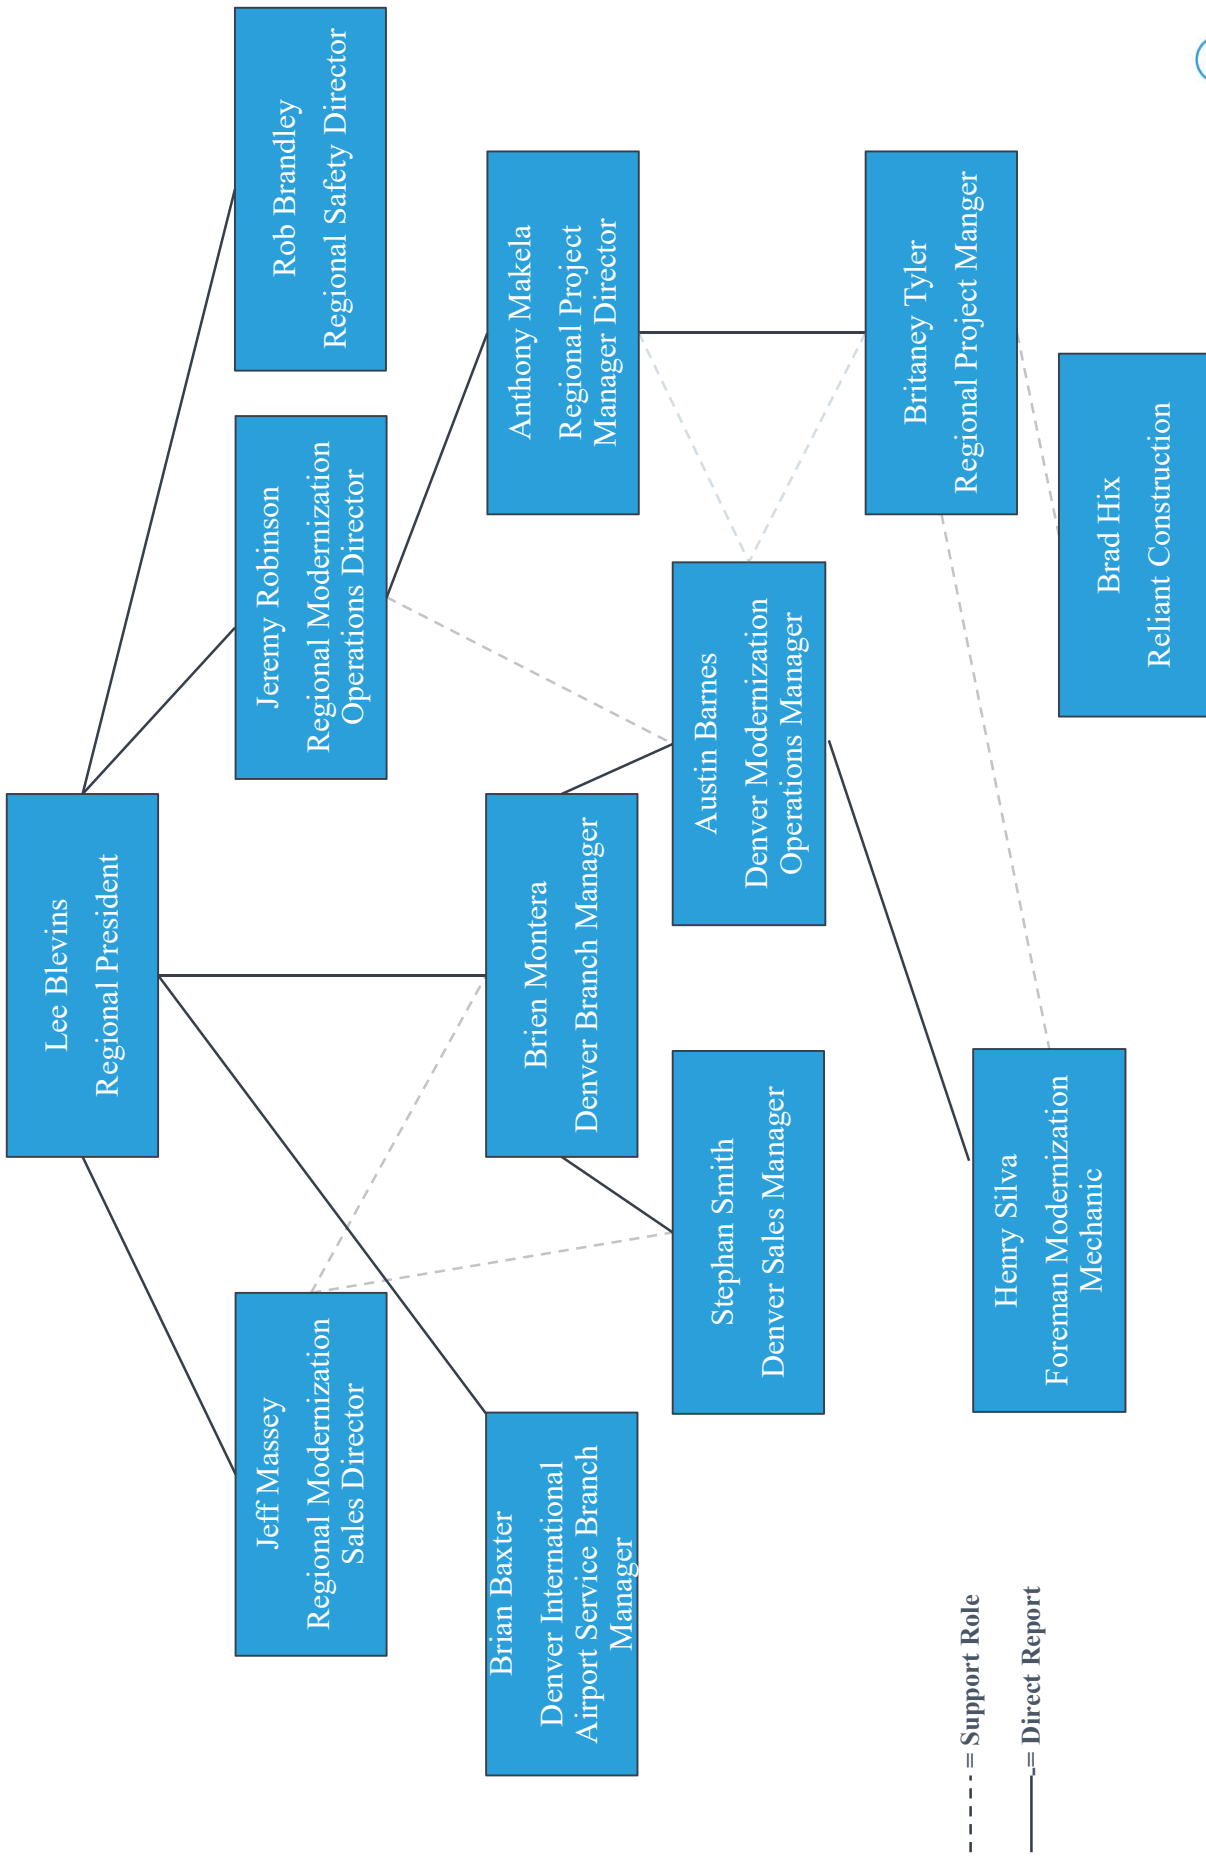 Lee Blevins
Regional President
Jeff Massey
Regional Modernization
Sales Director
Jeremy Robinson
Regional Modernization
Operations Director
Rob Brandley
Regional Safety Director
Brian Baxter
Denver International
Airport Service Branch
Manager
Brien Montera
Denver Branch Manager
Anthony Makela
Regional Project
Manager Director
Stephan Smith
Denver Sales Manager
Austin Barnes
Denver Modernization
Operations Manager
Britaney Tyler
Regional Project Manger
Henry Silva
Foreman Modernization
Mechanic
Brad Hix
Reliant Construction
= Support Role
= Direct Report